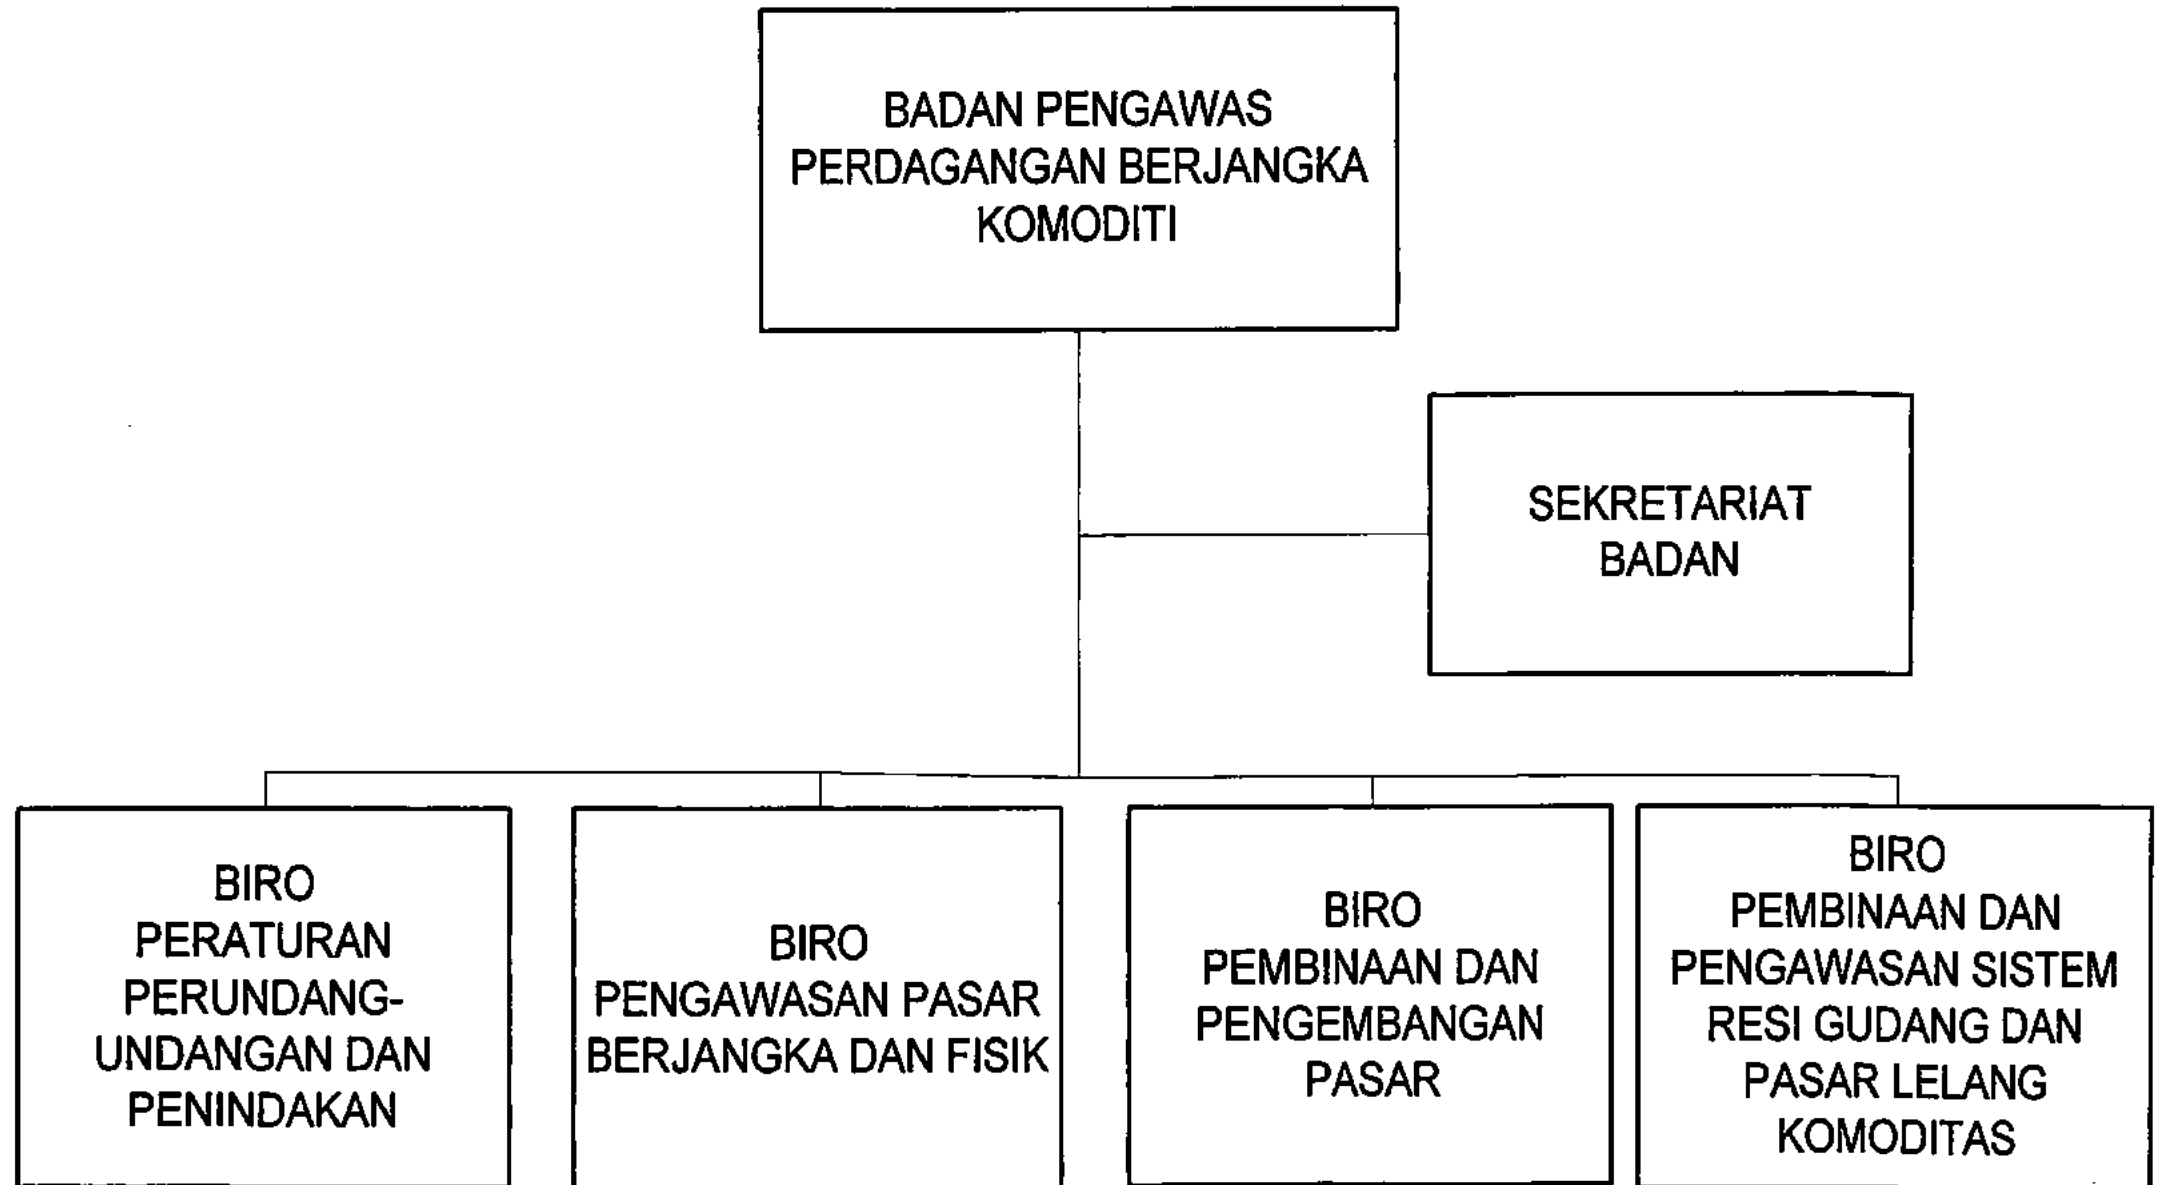 BADAN PENGAWAS
PERDAGANGAN BERJANGKA
KOMODITI
SEKRETARIAT
BADAN
BIRO
PERATURAN
PERUNDANG-
UNDANGAN DAN
PENINDAKAN
BIRO
PENGAWASAN PASAR
BERJANGKA DAN FISIK
BIRO
PEMBINAAN DAN
PENGEMBANGAN
PASAR
BIRO
PEMBINAAN DAN
PENGAWASAN SISTEM
RESI GUDANG DAN
PASAR LELANG
KOMODITAS